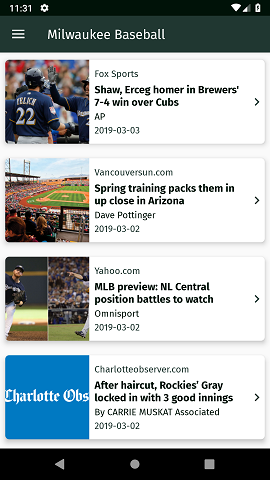 11:31
Milwaukee Baseball
Fox Sports
Shaw, Erceg homer in Brewers'
7-4 win over Cubs
AP
2019-03-03
YELICH
22
Vancouversun.com
Spring training packs them in
up close in Arizona
Dave Pottinger
2019-03-02
Yahoo.com
MLB preview: NL Central
position battles to watch
Omnisport
2019-03-02
Charlotteobserver.com
After haircut, Rockies' Gray
locked in with 3 good innings
By CARRIE MUSKAT Associated
2019-03-02
Charlotte Obs